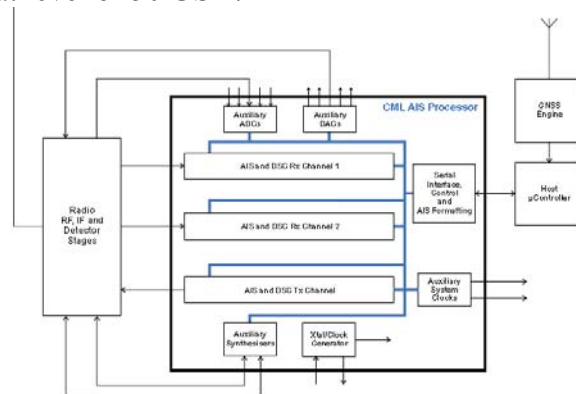 CML AIS Processor
Auxiliary
ADCs
Auxiliary
DACs
GNSS
Engine
AIS and DSC Rx Channel 1
Radio
RF, IF and
Detector
Stages
Serial
Interface,
Control
and
AIS Formatting
Host
µController
AIS and DSC Rx Channel 2
AIS and DSC Tx Channel
Auxiliary
System
Clocks
Auxiliary
Synthesisers
Xtal/Clock
Generator